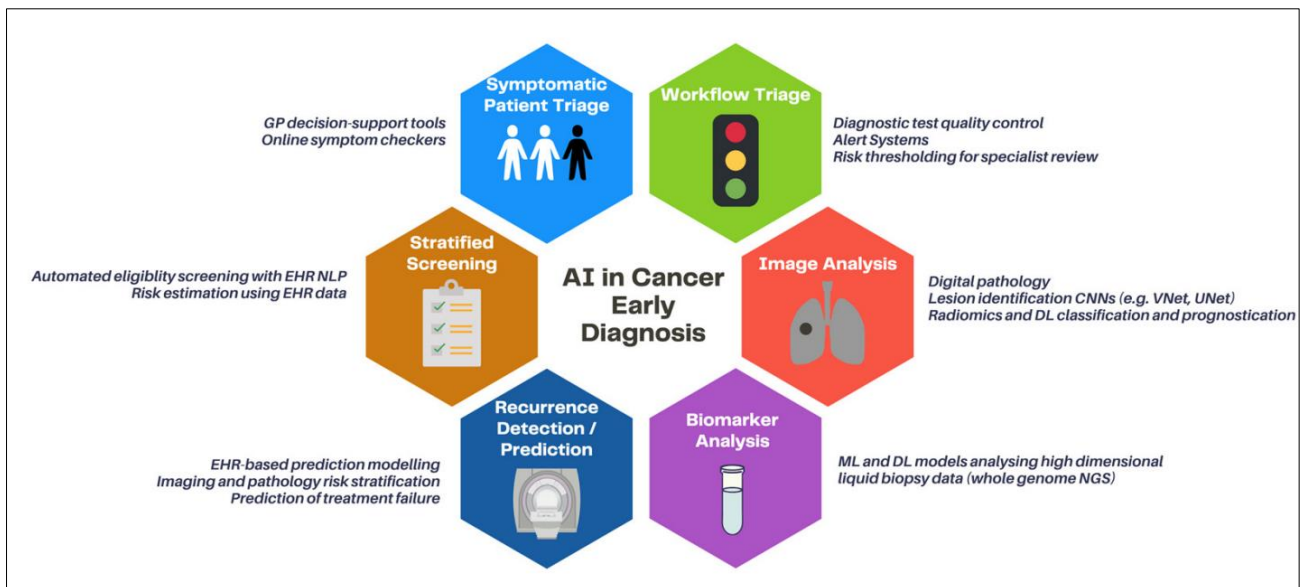 Symptomatic
Patient Triage
GP decision-support tools
Online symptom checkers
Workflow Triage
Diagnostic test quality control
Alert Systems
Risk thresholding for specialist review
Stratified
Screening
Automated eligiblity screening with EHR NLP
Risk estimation using EHR data
AI in Cancer
Early
Diagnosis
Image Analysis
Digital pathology
Lesion identification CNNs (e.g. VNet, UNet)
Radiomics and DL classification and prognostication
Recurrence
Detection /
Prediction
EHR-based prediction modelling
Imaging and pathology risk stratification
Prediction of treatment failure
Biomarker
Analysis
ML and DL models analysing high dimensional
liquid biopsy data (whole genome NGS)